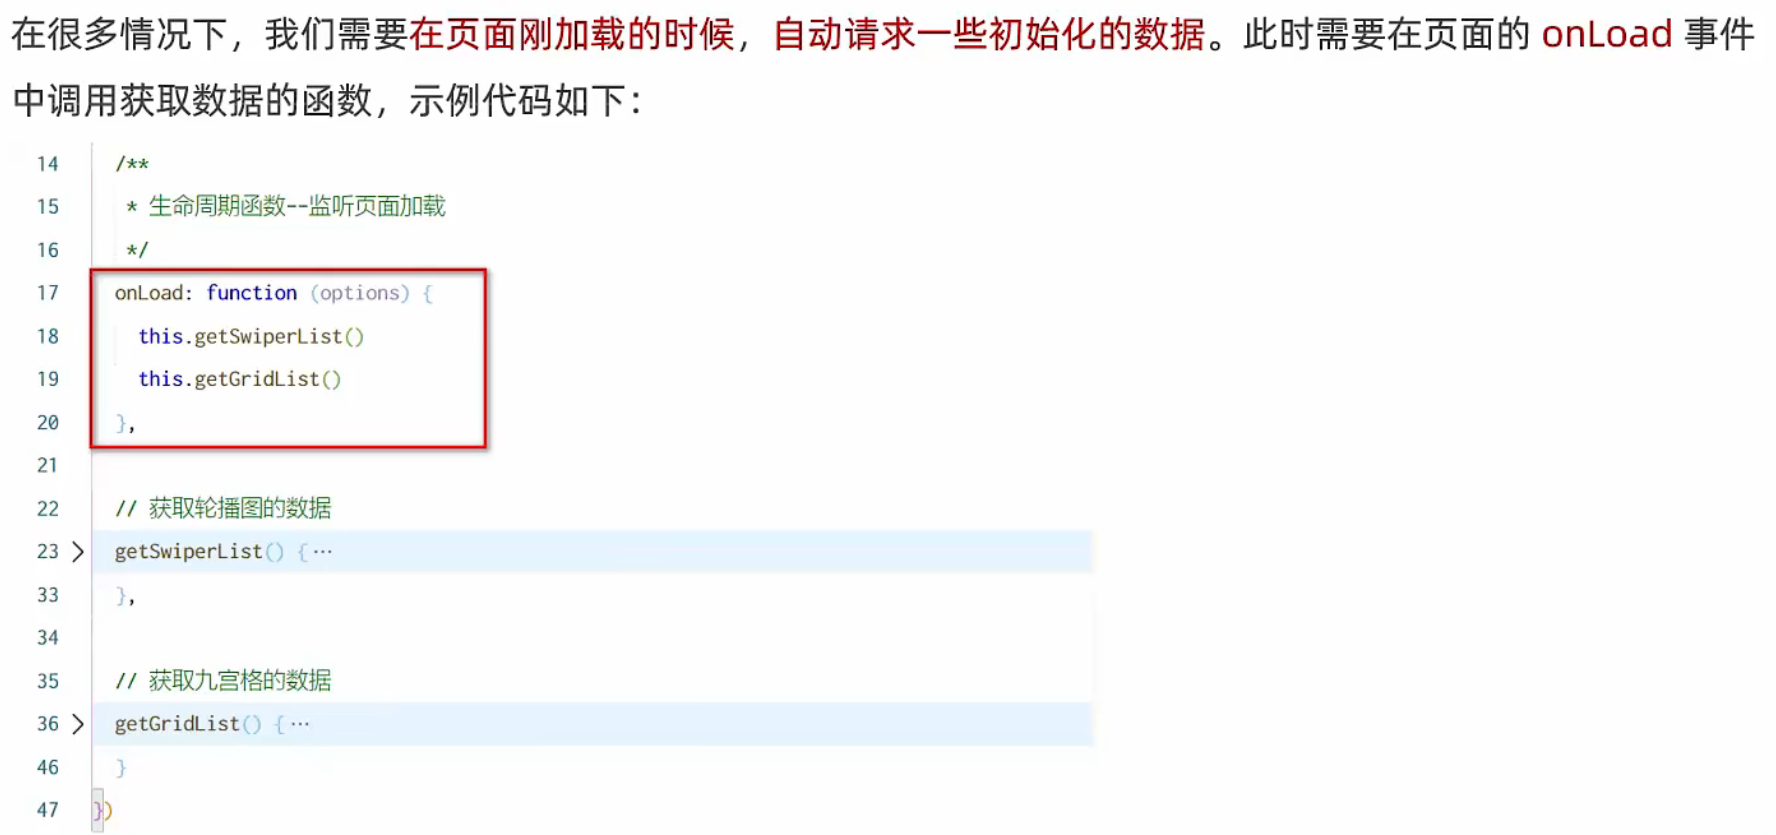 在很多情况下，我们需要在页面刚加载的时候，自动请求一些初始化的数据。此时需要在页面的 onLoad 事件
中调用获取数据的函数，示例代码如下：
14 /**
15 * 生命周期函数--监听页面加载
16 */
17 onLoad: function (options) {
18 this.getSwiperList()
19 this.getGridList()
20 },
21
22 // 获取轮播图的数据
23 > getSwiperList() { ···
33 },
34
35 // 获取九宫格的数据
36 > getGridList() { ···
46 }
47 })